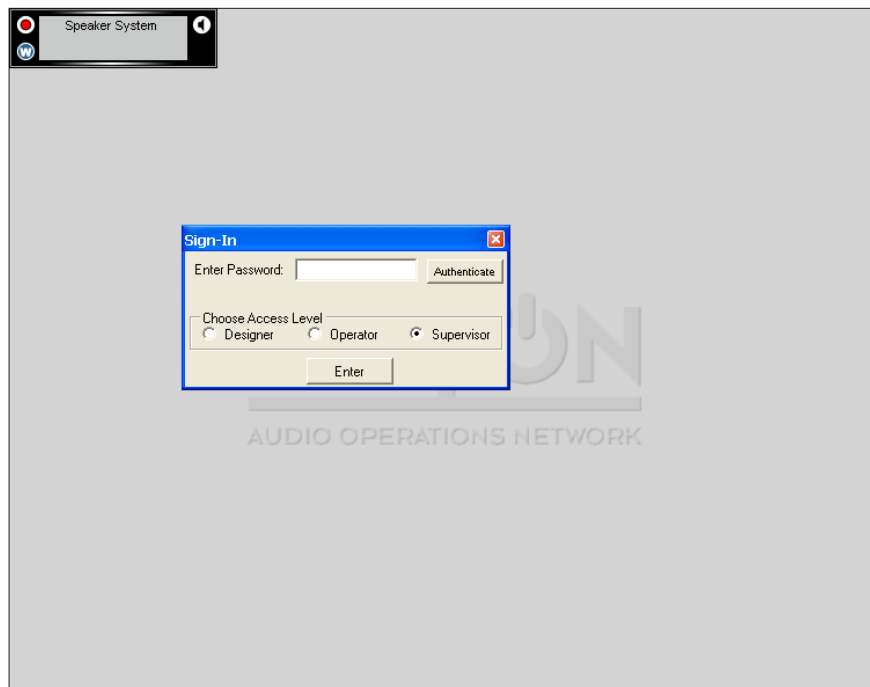 Speaker System
W
Sign-In
Enter Password:
Authenticate
Choose Access Level
Designer
Operator
Supervisor
Enter
AUDIO OPERATIONS NETWORK